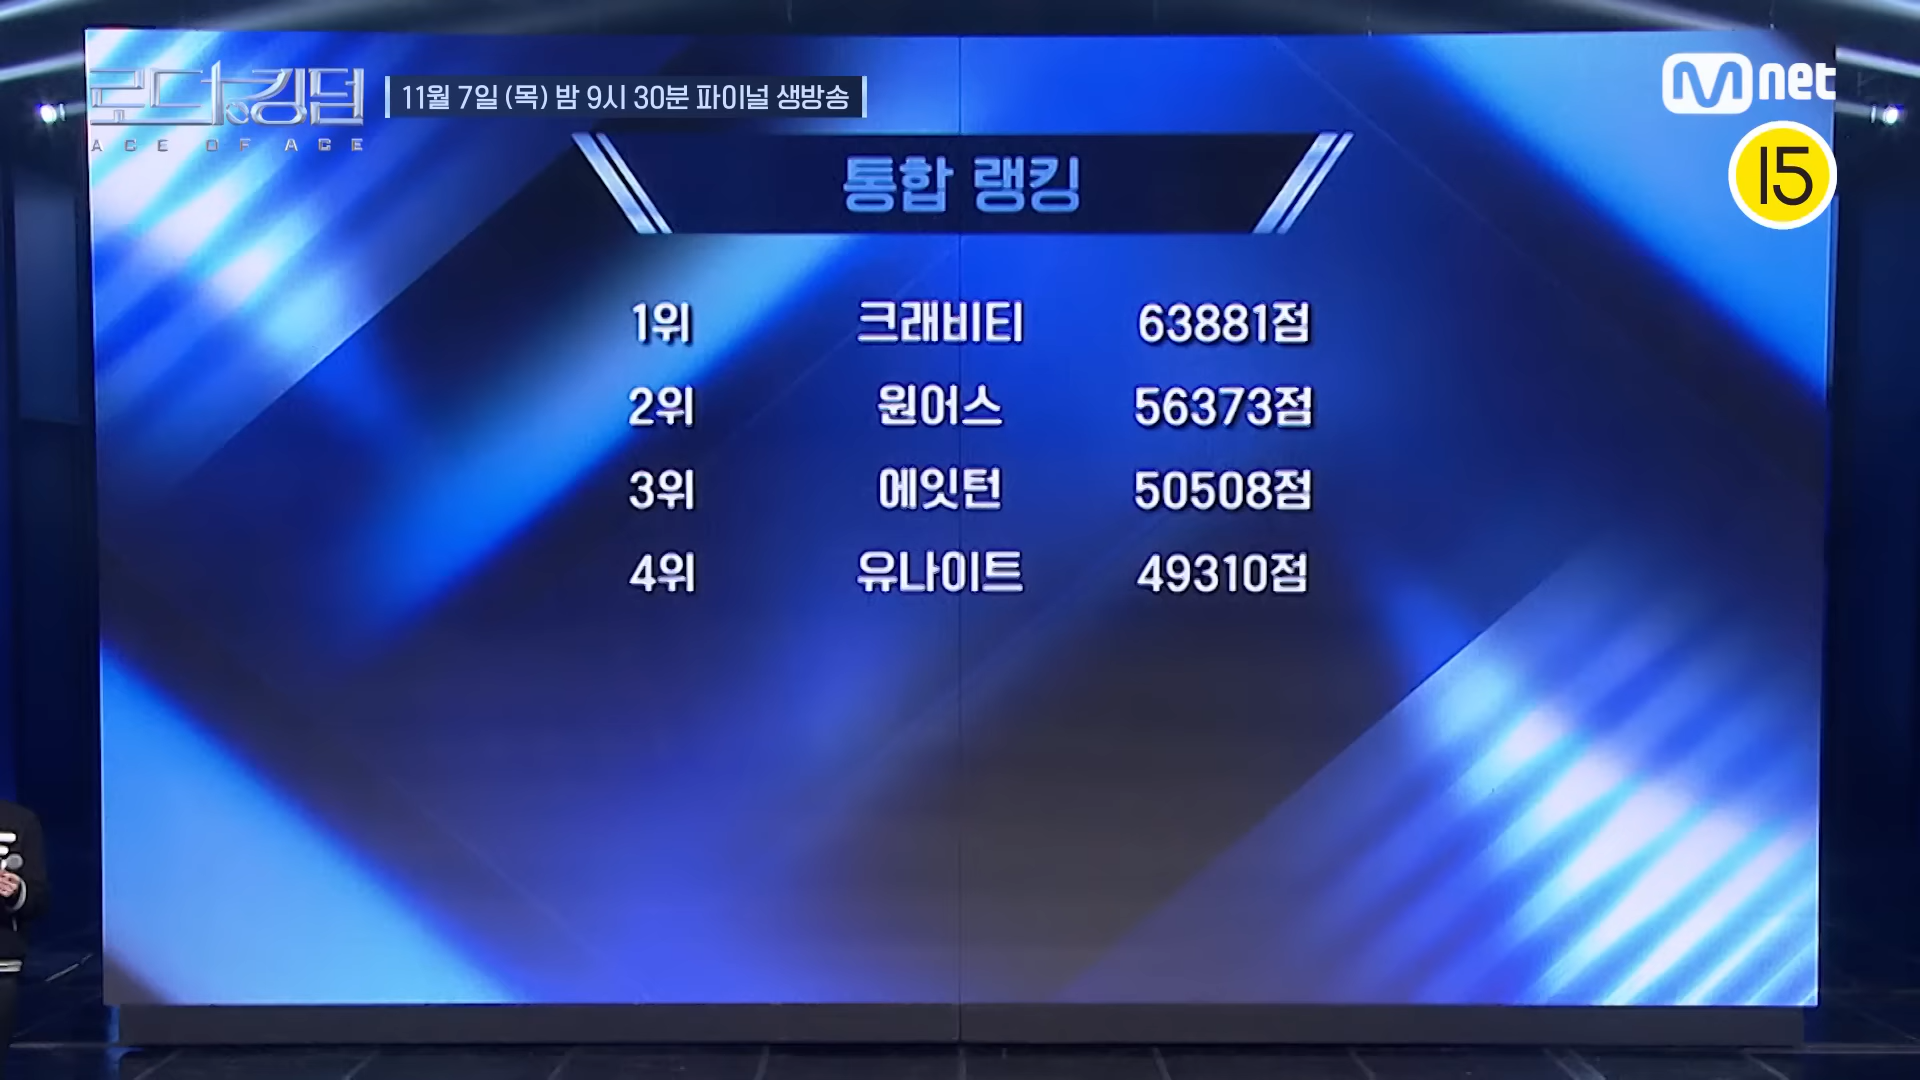 로드 투 킹덤
ACE OF ACE
11월 7일 (목) 밤 9시 30분 파이널 생방송
Mnet
15
통합 랭킹
1위 크래비티 63881점
2위 원어스 56373점
3위 에잇턴 50508점
4위 유나이트 49310점